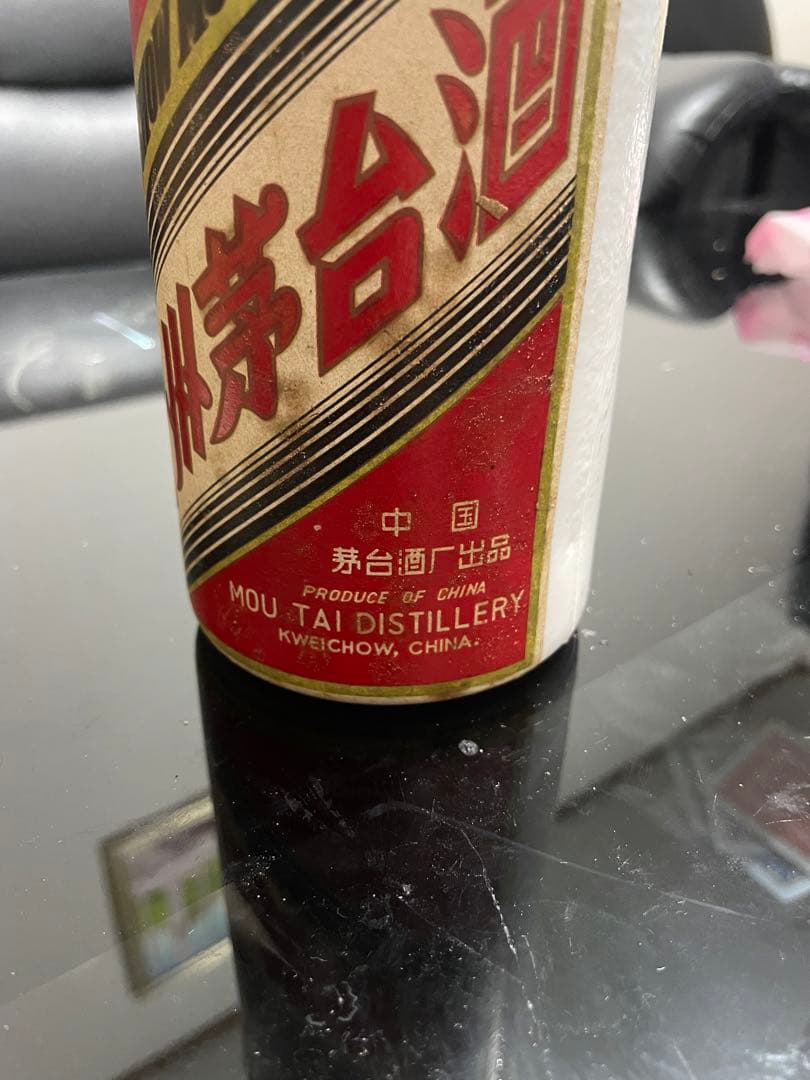 州茅台酒
中国
茅台酒厂出品
PRODUCE OF CHINA
MOU TAI DISTILLERY
KWEICHOW, CHINA.